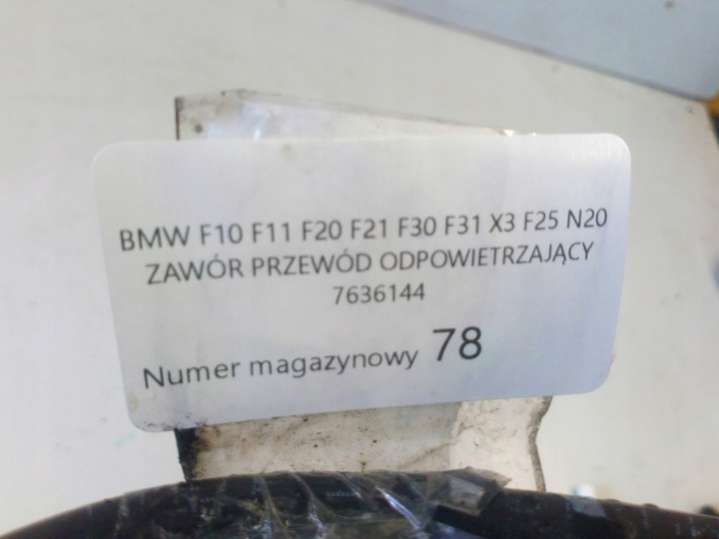 BMW F10 F11 F20 F21 F30 F31 X3 F25 N20
ZAWÓR PRZEWÓD ODPOWIETRZAJĄCY
7636144
Numer magazynowy 78